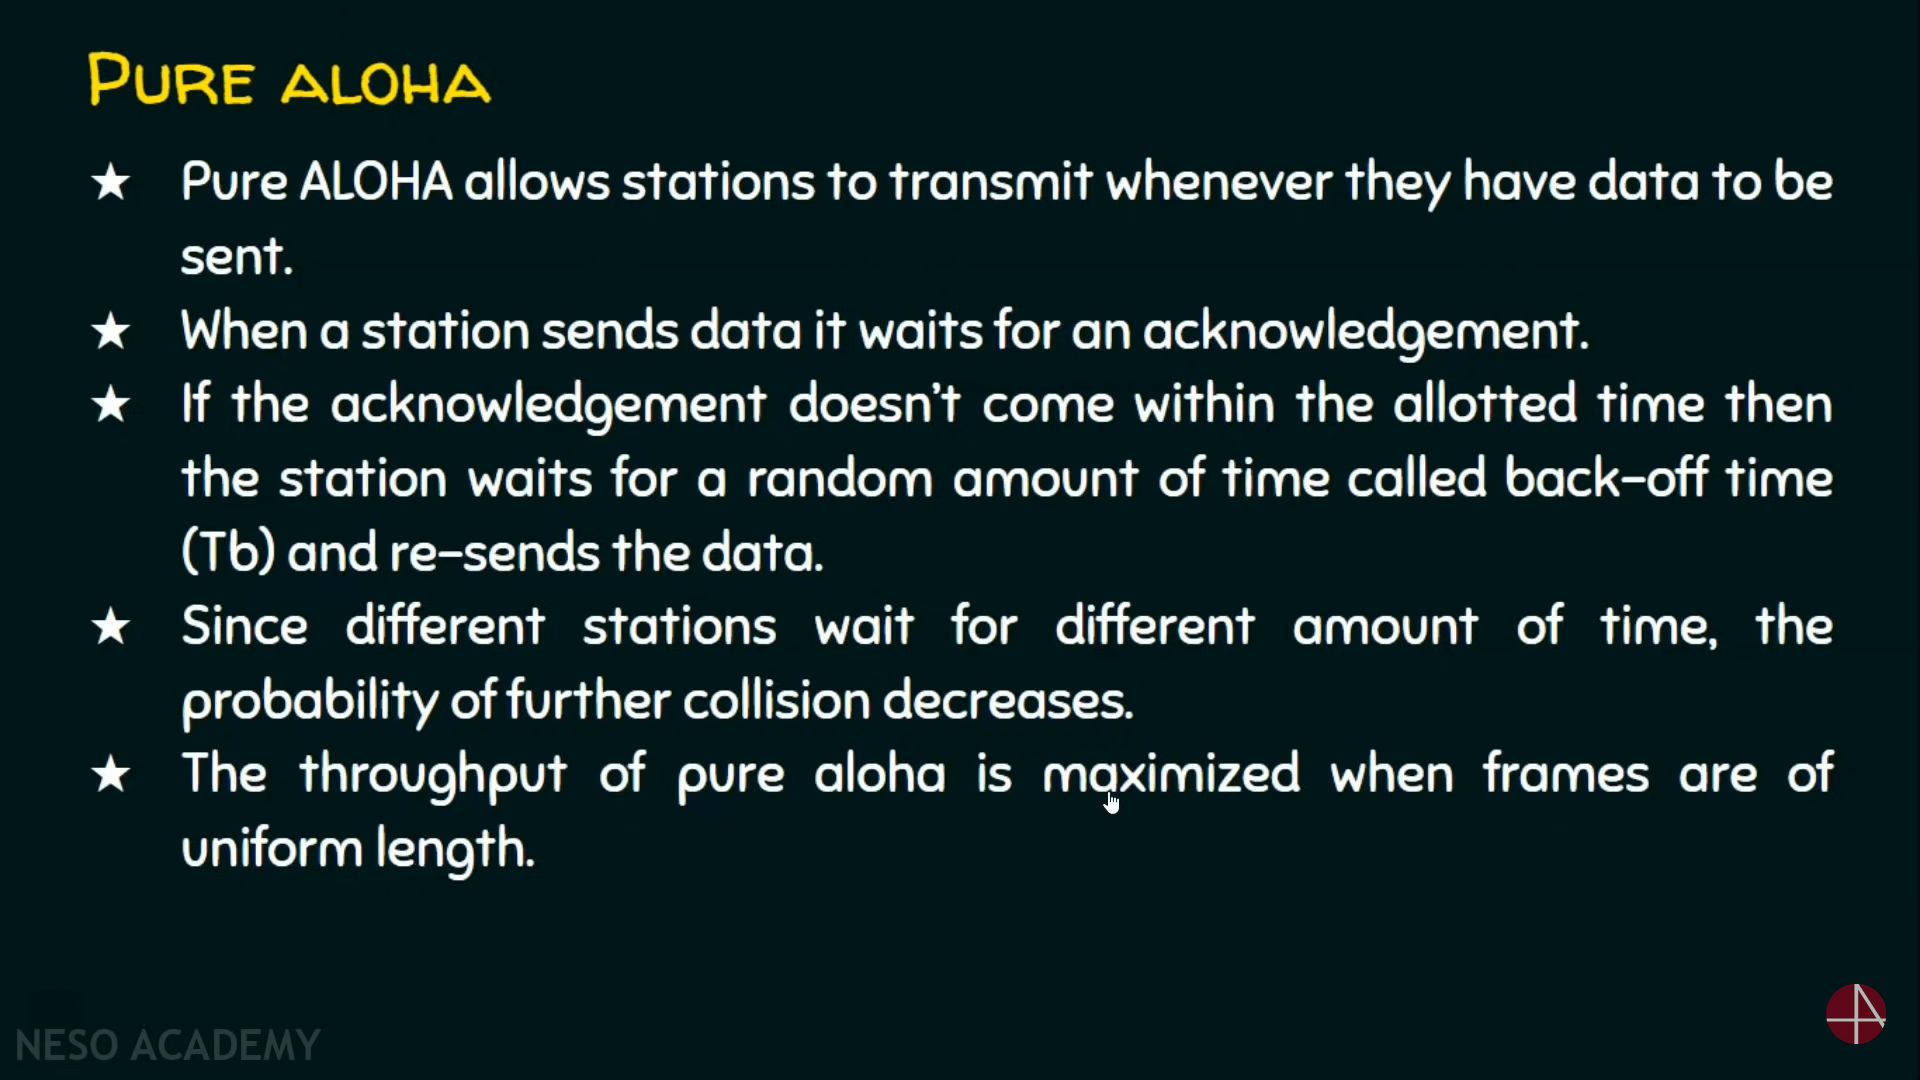 PURE ALOHA
★ Pure ALOHA allows stations to transmit whenever they have data to be
sent.
★ When a station sends data it waits for an acknowledgement.
★ If the acknowledgement doesn't come within the allotted time then
the station waits for a random amount of time called back-off time
(Tb) and re-sends the data.
★ Since different stations wait for different amount of time, the
probability of further collision decreases.
★ The throughput of pure aloha is maximized when frames are of
uniform length.
NESO ACADEMY